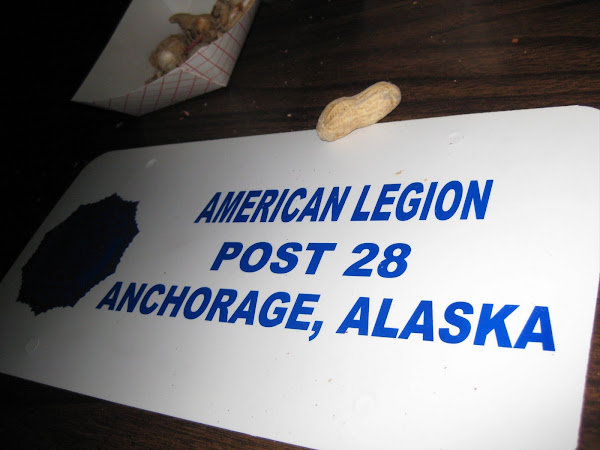 AMERICAN LEGION
POST 28
ANCHORAGE, ALASKA